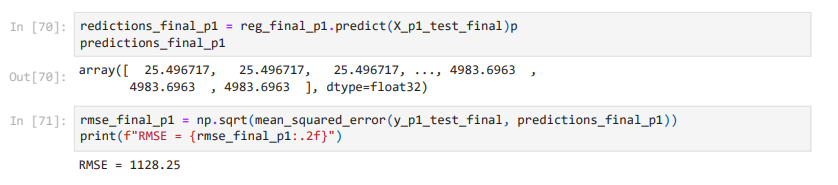 In [70]: redictions_final_p1 = reg_final_p1.predict(X_p1_test_final)p
predictions_final_p1
Out[70]: array([  25.496717,   25.496717,   25.496717, ..., 4983.6963  ,
       4983.6963  , 4983.6963  ], dtype=float32)
In [71]: rmse_final_p1 = np.sqrt(mean_squared_error(y_p1_test_final, predictions_final_p1))
print(f"RMSE = {rmse_final_p1:.2f}")
RMSE = 1128.25